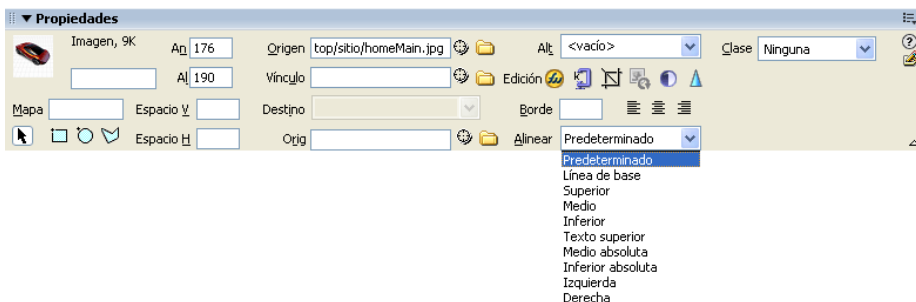 Propiedades
Imagen, 9K An 176 Origen top/sitio/homeMain.jpg Alt <vacío> Clase Ninguna
Al 190 Vínculo Edición
Mapa Espacio V Destino Borde
Espacio H Orig Alinear Predeterminado
Predeterminado
Línea de base
Superior
Medio
Inferior
Texto superior
Medio absoluta
Inferior absoluta
Izquierda
Derecha